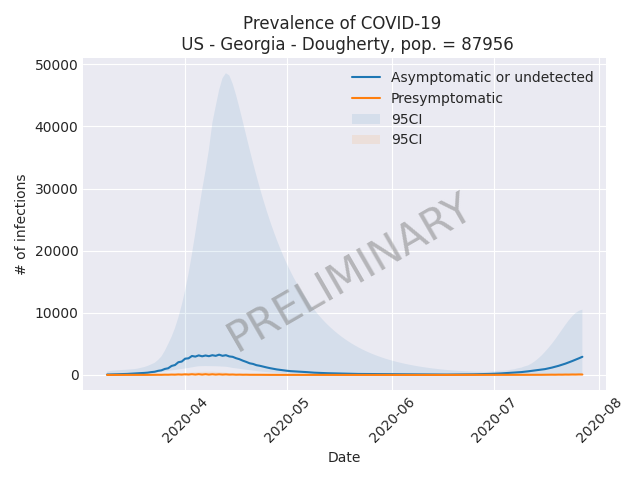 Prevalence of COVID-19
US - Georgia - Dougherty, pop. = 87956
50000
40000
30000
20000
10000
0
# of infections
Asymptomatic or undetected
Presymptomatic
95CI
95CI
PRELIMINARY
2020-04
2020-05
2020-06
2020-07
2020-08
Date